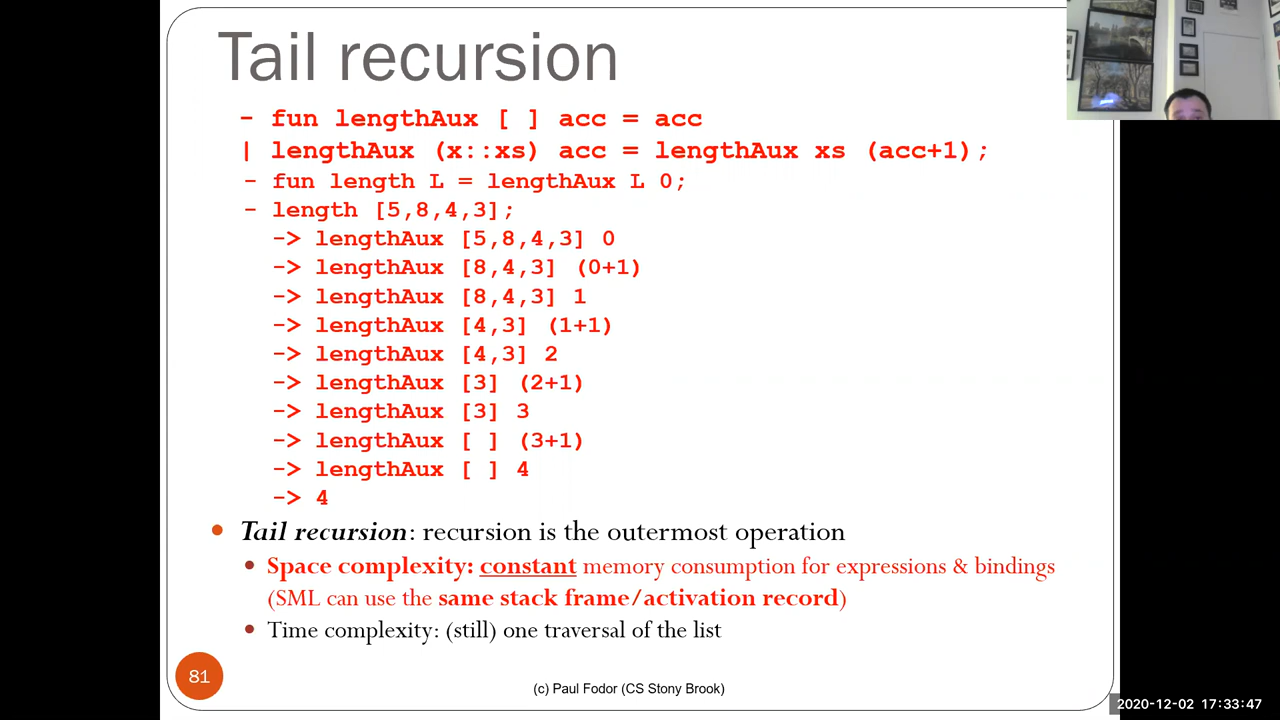 Tail recursion
- fun lengthAux [ ] acc = acc
| lengthAux (x::xs) acc = lengthAux xs (acc+1);
- fun length L = lengthAux L 0;
- length [5,8,4,3];
-> lengthAux [5,8,4,3] 0
-> lengthAux [8,4,3] (0+1)
-> lengthAux [8,4,3] 1
-> lengthAux [4,3] (1+1)
-> lengthAux [4,3] 2
-> lengthAux [3] (2+1)
-> lengthAux [3] 3
-> lengthAux [ ] (3+1)
-> lengthAux [ ] 4
-> 4
• Tail recursion: recursion is the outermost operation
• Space complexity: constant memory consumption for expressions & bindings
(SML can use the same stack frame/activation record)
• Time complexity: (still) one traversal of the list
81
(c) Paul Fodor (CS Stony Brook)
2020-12-02 17:33:47